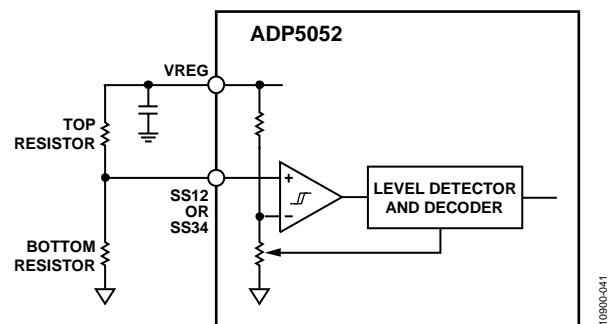 ADP5052
VREG
TOP
RESISTOR
SS12
OR
SS34
+
−
LEVEL DETECTOR
AND DECODER
BOTTOM
RESISTOR
10900-041